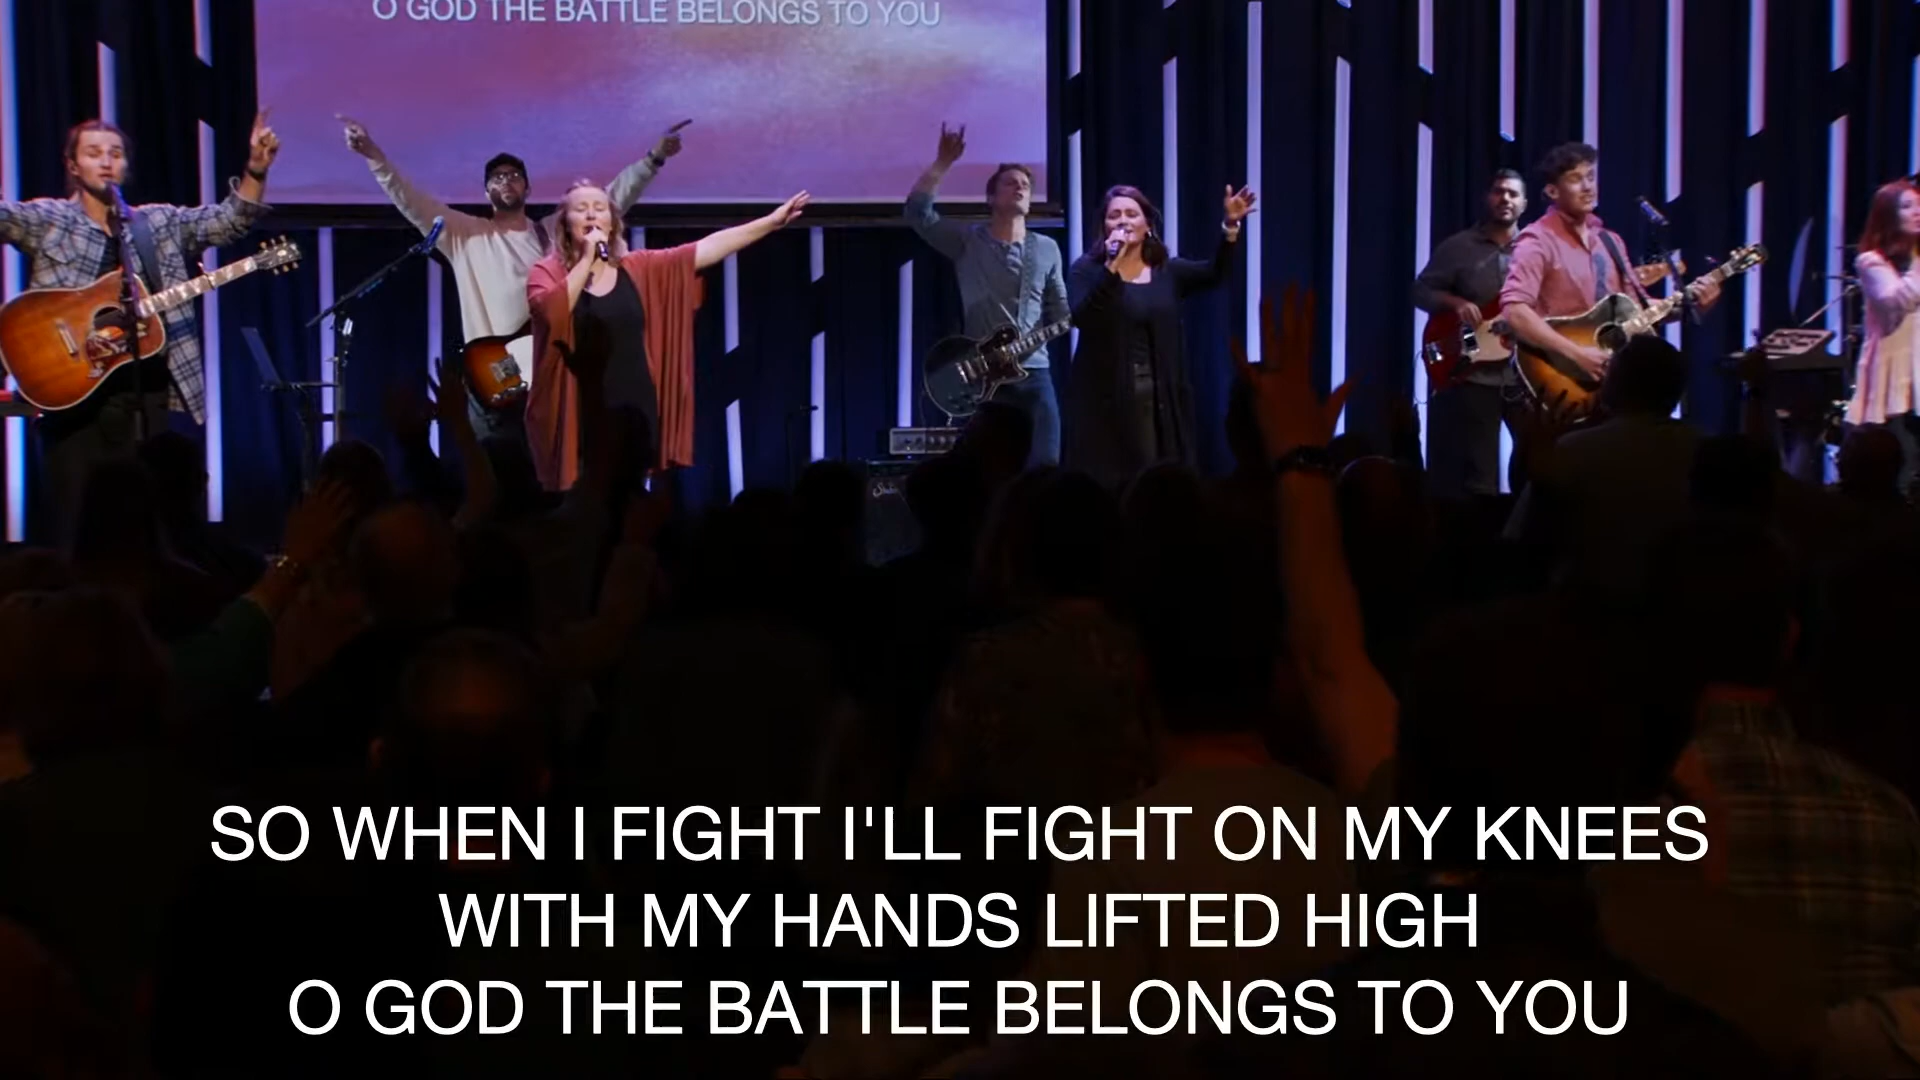 O GOD THE BATTLE BELONGS TO YOU
SO WHEN I FIGHT I'LL FIGHT ON MY KNEES
WITH MY HANDS LIFTED HIGH
O GOD THE BATTLE BELONGS TO YOU